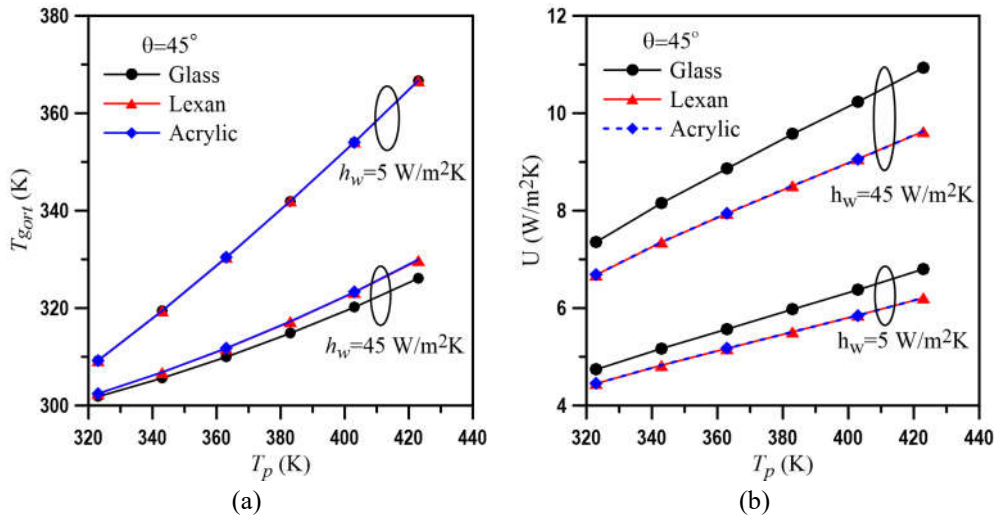 380
θ=45°
Glass
Lexan
Acrylic
360
h_w=5 W/m²K
T_gort (K)
340
320
h_w=45 W/m²K
300
320 340 360 380 400 420 440
T_p (K)
(a)
12
θ=45°
Glass
Lexan
Acrylic
10
h_w=45 W/m²K
U (W/m²K)
8
6
h_w=5 W/m²K
4
320 340 360 380 400 420 440
T_p (K)
(b)